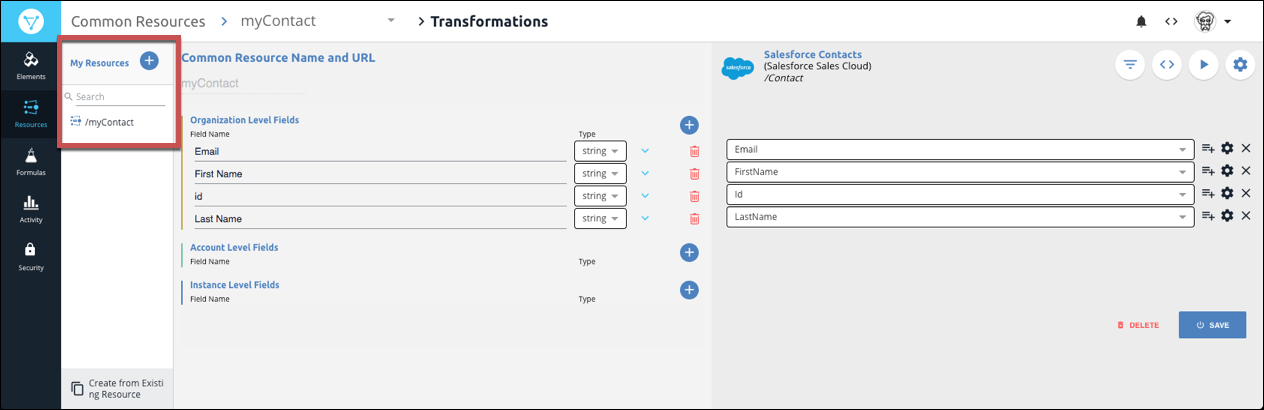 Common Resources > myContact > Transformations
Elements
Resources
Formulas
Activity
Security
My Resources
Search
/myContact
Create from Existi
ng Resource
Common Resource Name and URL
myContact
Organization Level Fields
Field Name Type
Email string
First Name string
id string
Last Name string
Account Level Fields
Field Name Type
Instance Level Fields
Field Name Type
salesforce
Salesforce Contacts
(Salesforce Sales Cloud)
/Contact
Email
FirstName
Id
LastName
DELETE SAVE